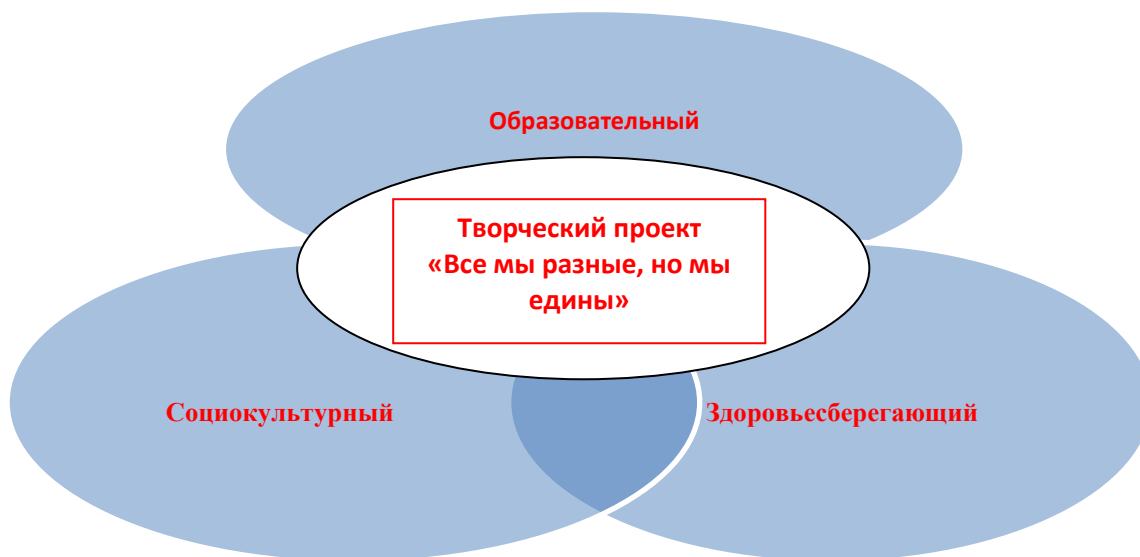 Образовательный
Творческий проект
«Все мы разные, но мы
едины»
Социокультурный
Здоровьесберегающий